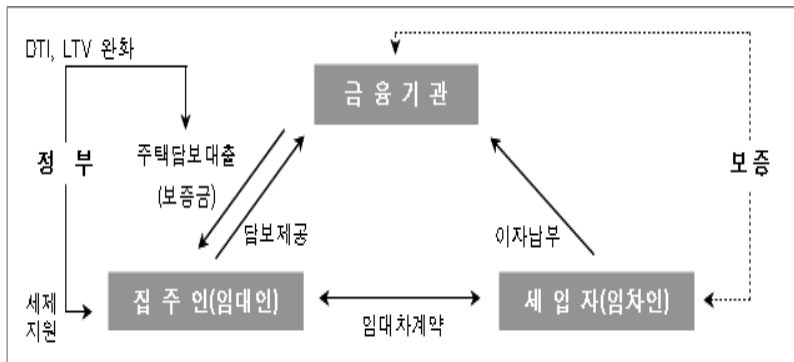 DTI, LTV 완화
금 융 기 관
정 부
주택담보대출
(보증금)
보 증
담보제공
이자납부
세제
지원
집 주 인(임대인)
세 입 자(임차인)
임대차계약